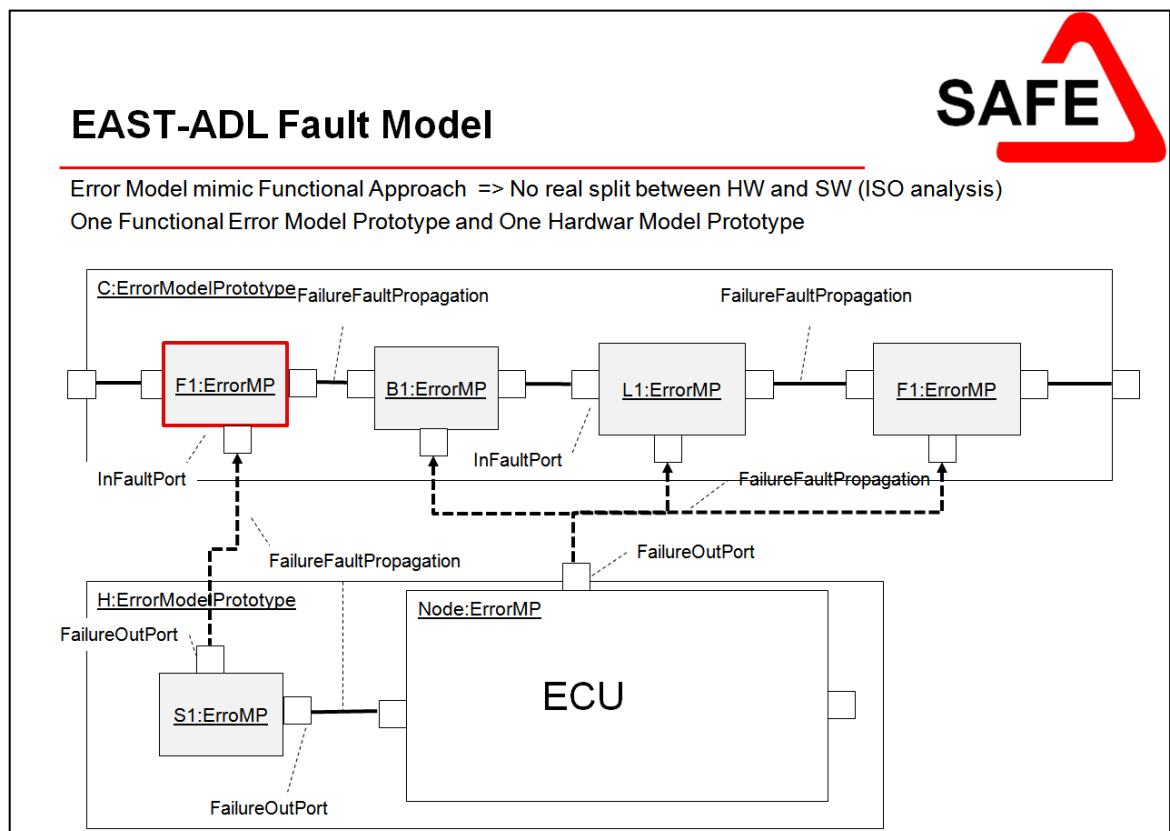 SAFE
EAST-ADL Fault Model
Error Model mimic Functional Approach => No real split between HW and SW (ISO analysis)
One Functional Error Model Prototype and One Hardwar Model Prototype
C:ErrorModelPrototype
FailureFaultPropagation
FailureFaultPropagation
F1:ErrorMP
B1:ErrorMP
L1:ErrorMP
F1:ErrorMP
InFaultPort
InFaultPort
FailureFaultPropagation
FailureFaultPropagation
FailureOutPort
H:ErrorModelPrototype
Node:ErrorMP
FailureOutPort
ECU
S1:ErroMP
FailureOutPort